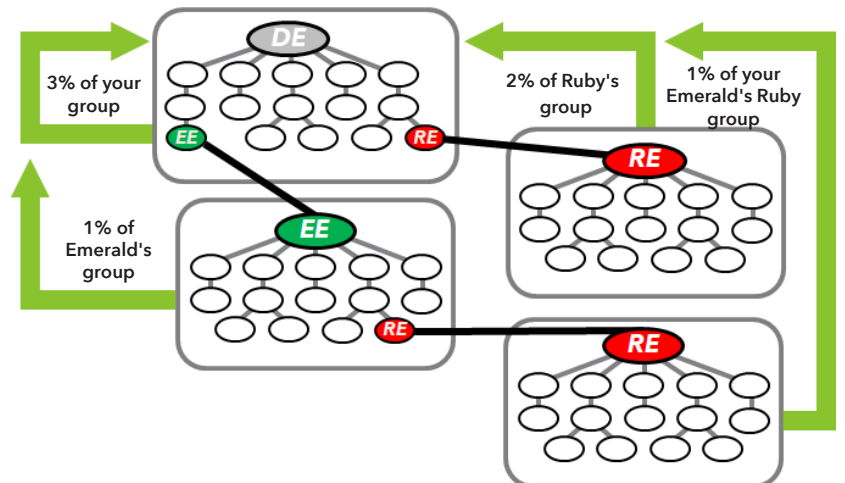 DE
3% of your
group
EE
RE
2% of Ruby's
group
1% of your
Emerald's Ruby
group
RE
1% of
Emerald's
group
EE
RE
RE